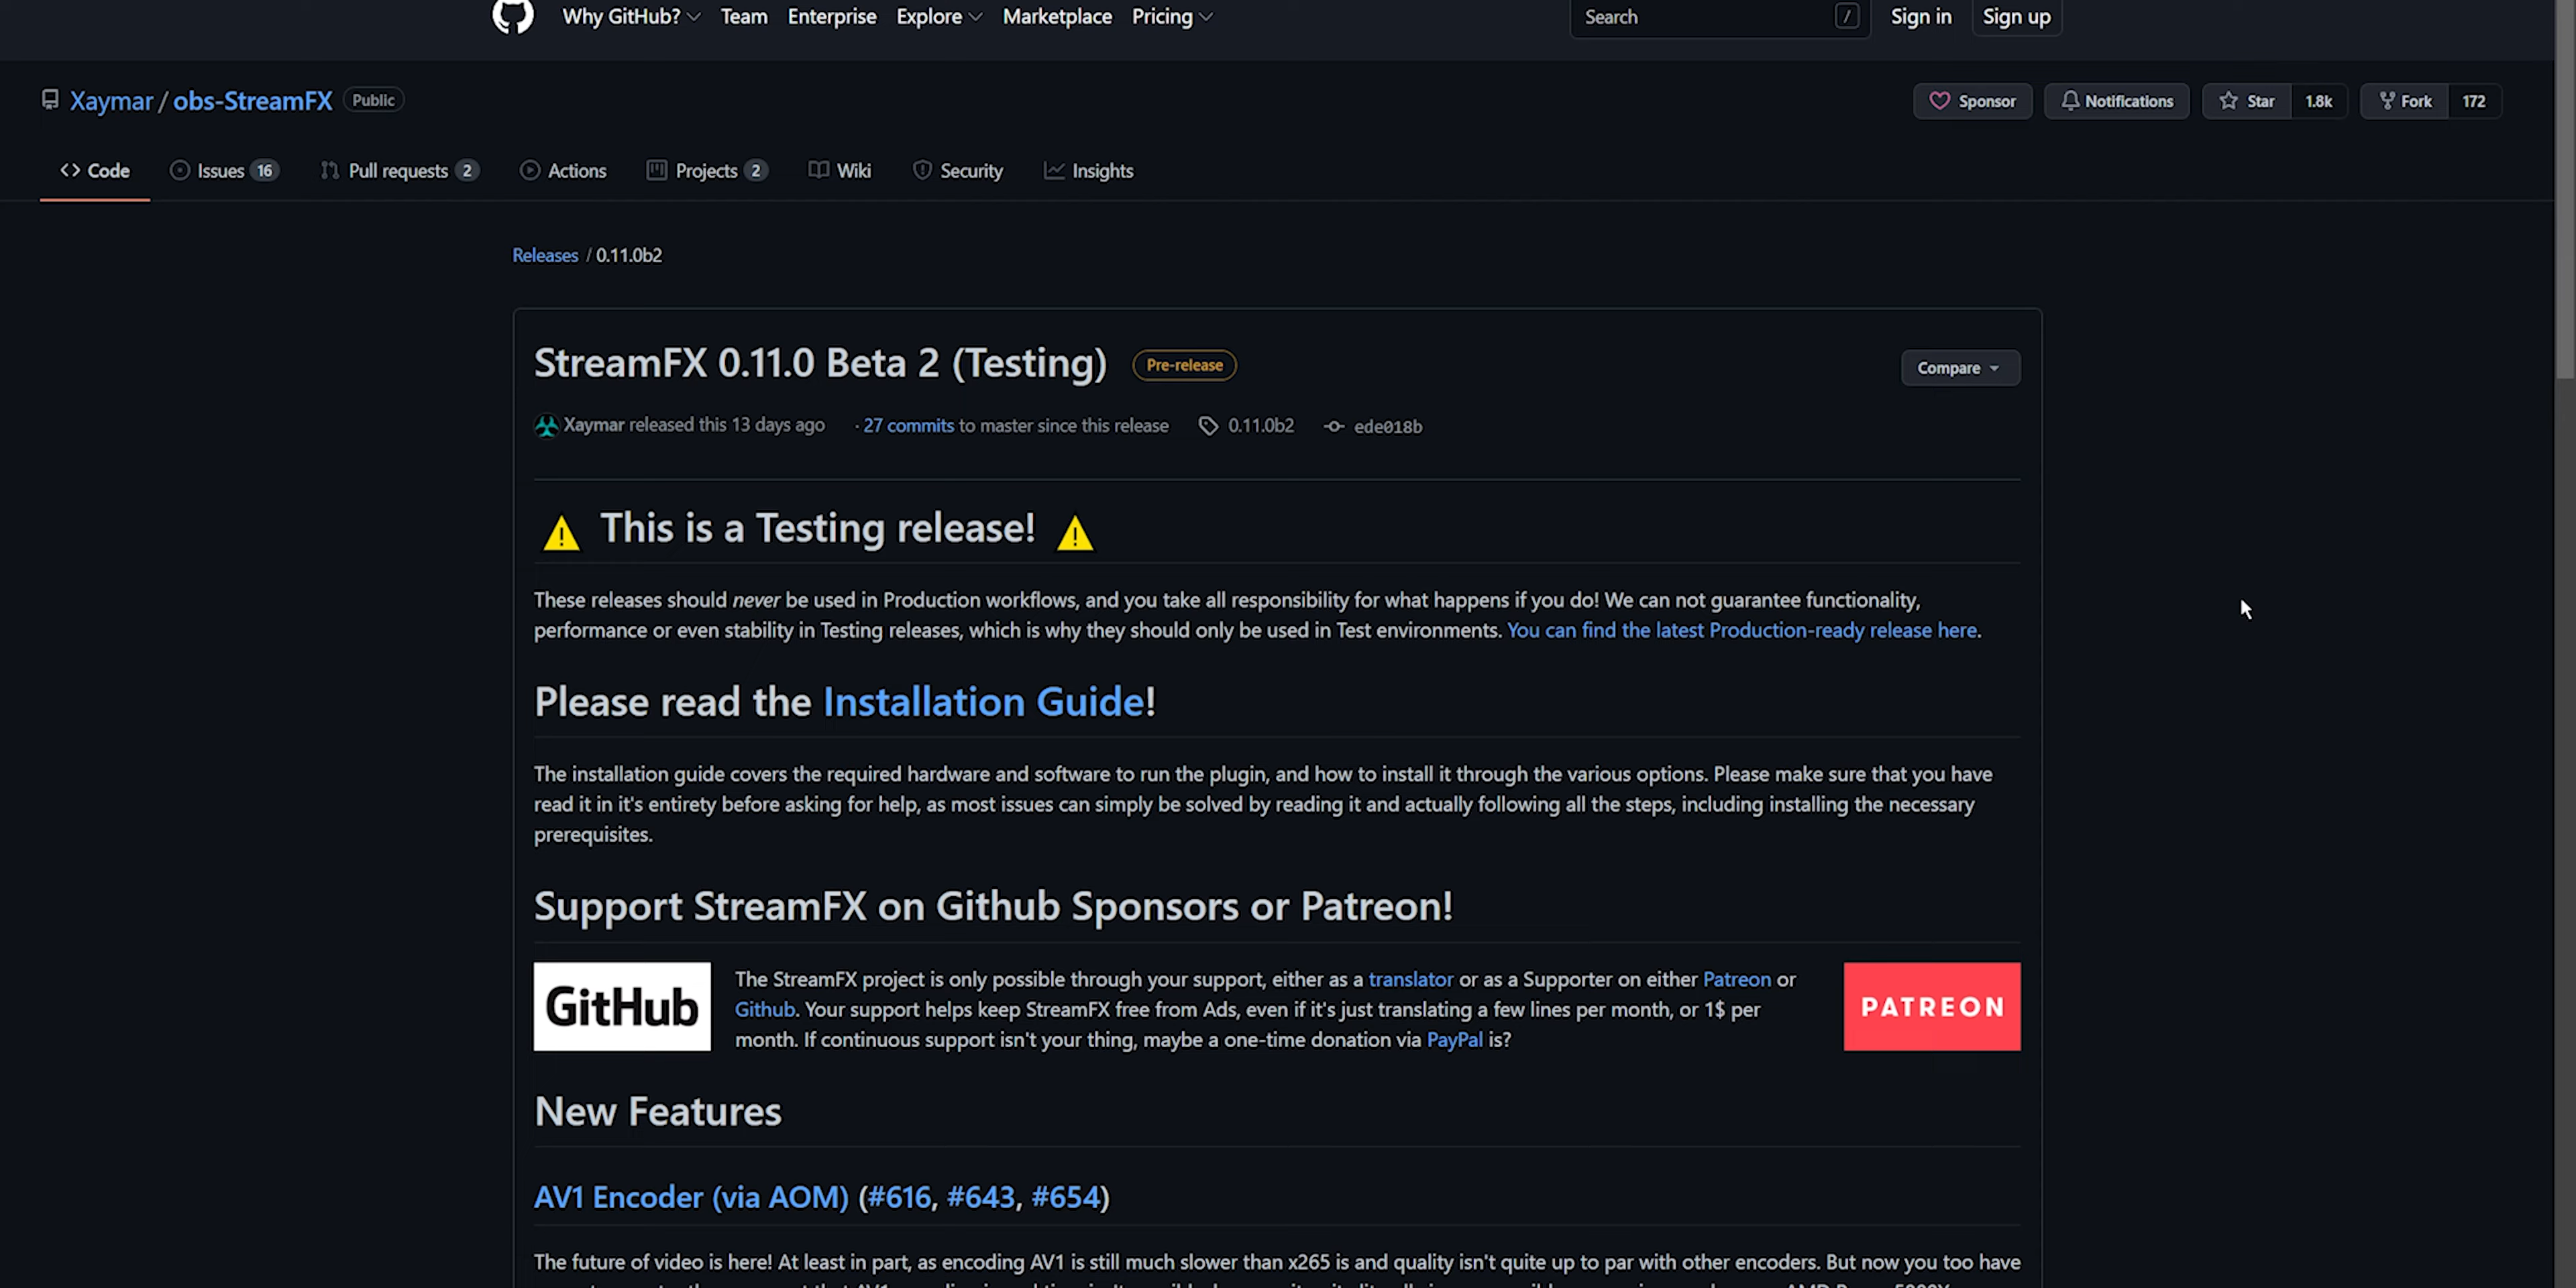 Why GitHub? Team Enterprise Explore Marketplace Pricing Search / Sign in Sign up
Xaymar / obs-StreamFX Public Sponsor Notifications Star 1.8k Fork 172
Code Issues 16 Pull requests 2 Actions Projects 2 Wiki Security Insights
Releases / 0.11.0b2
StreamFX 0.11.0 Beta 2 (Testing) Pre-release Compare
Xaymar released this 13 days ago · 27 commits to master since this release 0.11.0b2 ede018b
This is a Testing release!
These releases should never be used in Production workflows, and you take all responsibility for what happens if you do! We can not guarantee functionality,
performance or even stability in Testing releases, which is why they should only be used in Test environments. You can find the latest Production-ready release here.
Please read the Installation Guide!
The installation guide covers the required hardware and software to run the plugin, and how to install it through the various options. Please make sure that you have
read it in it's entirety before asking for help, as most issues can simply be solved by reading it and actually following all the steps, including installing the necessary
prerequisites.
Support StreamFX on Github Sponsors or Patreon!
GitHub
The StreamFX project is only possible through your support, either as a translator or as a Supporter on either Patreon or
Github. Your support helps keep StreamFX free from Ads, even if it's just translating a few lines per month, or 1$ per
month. If continuous support isn't your thing, maybe a one-time donation via PayPal is?
PATREON
New Features
AV1 Encoder (via AOM) (#616, #643, #654)
The future of video is here! At least in part, as encoding AV1 is still much slower than x265 is and quality isn't quite up to par with other encoders. But now you too have